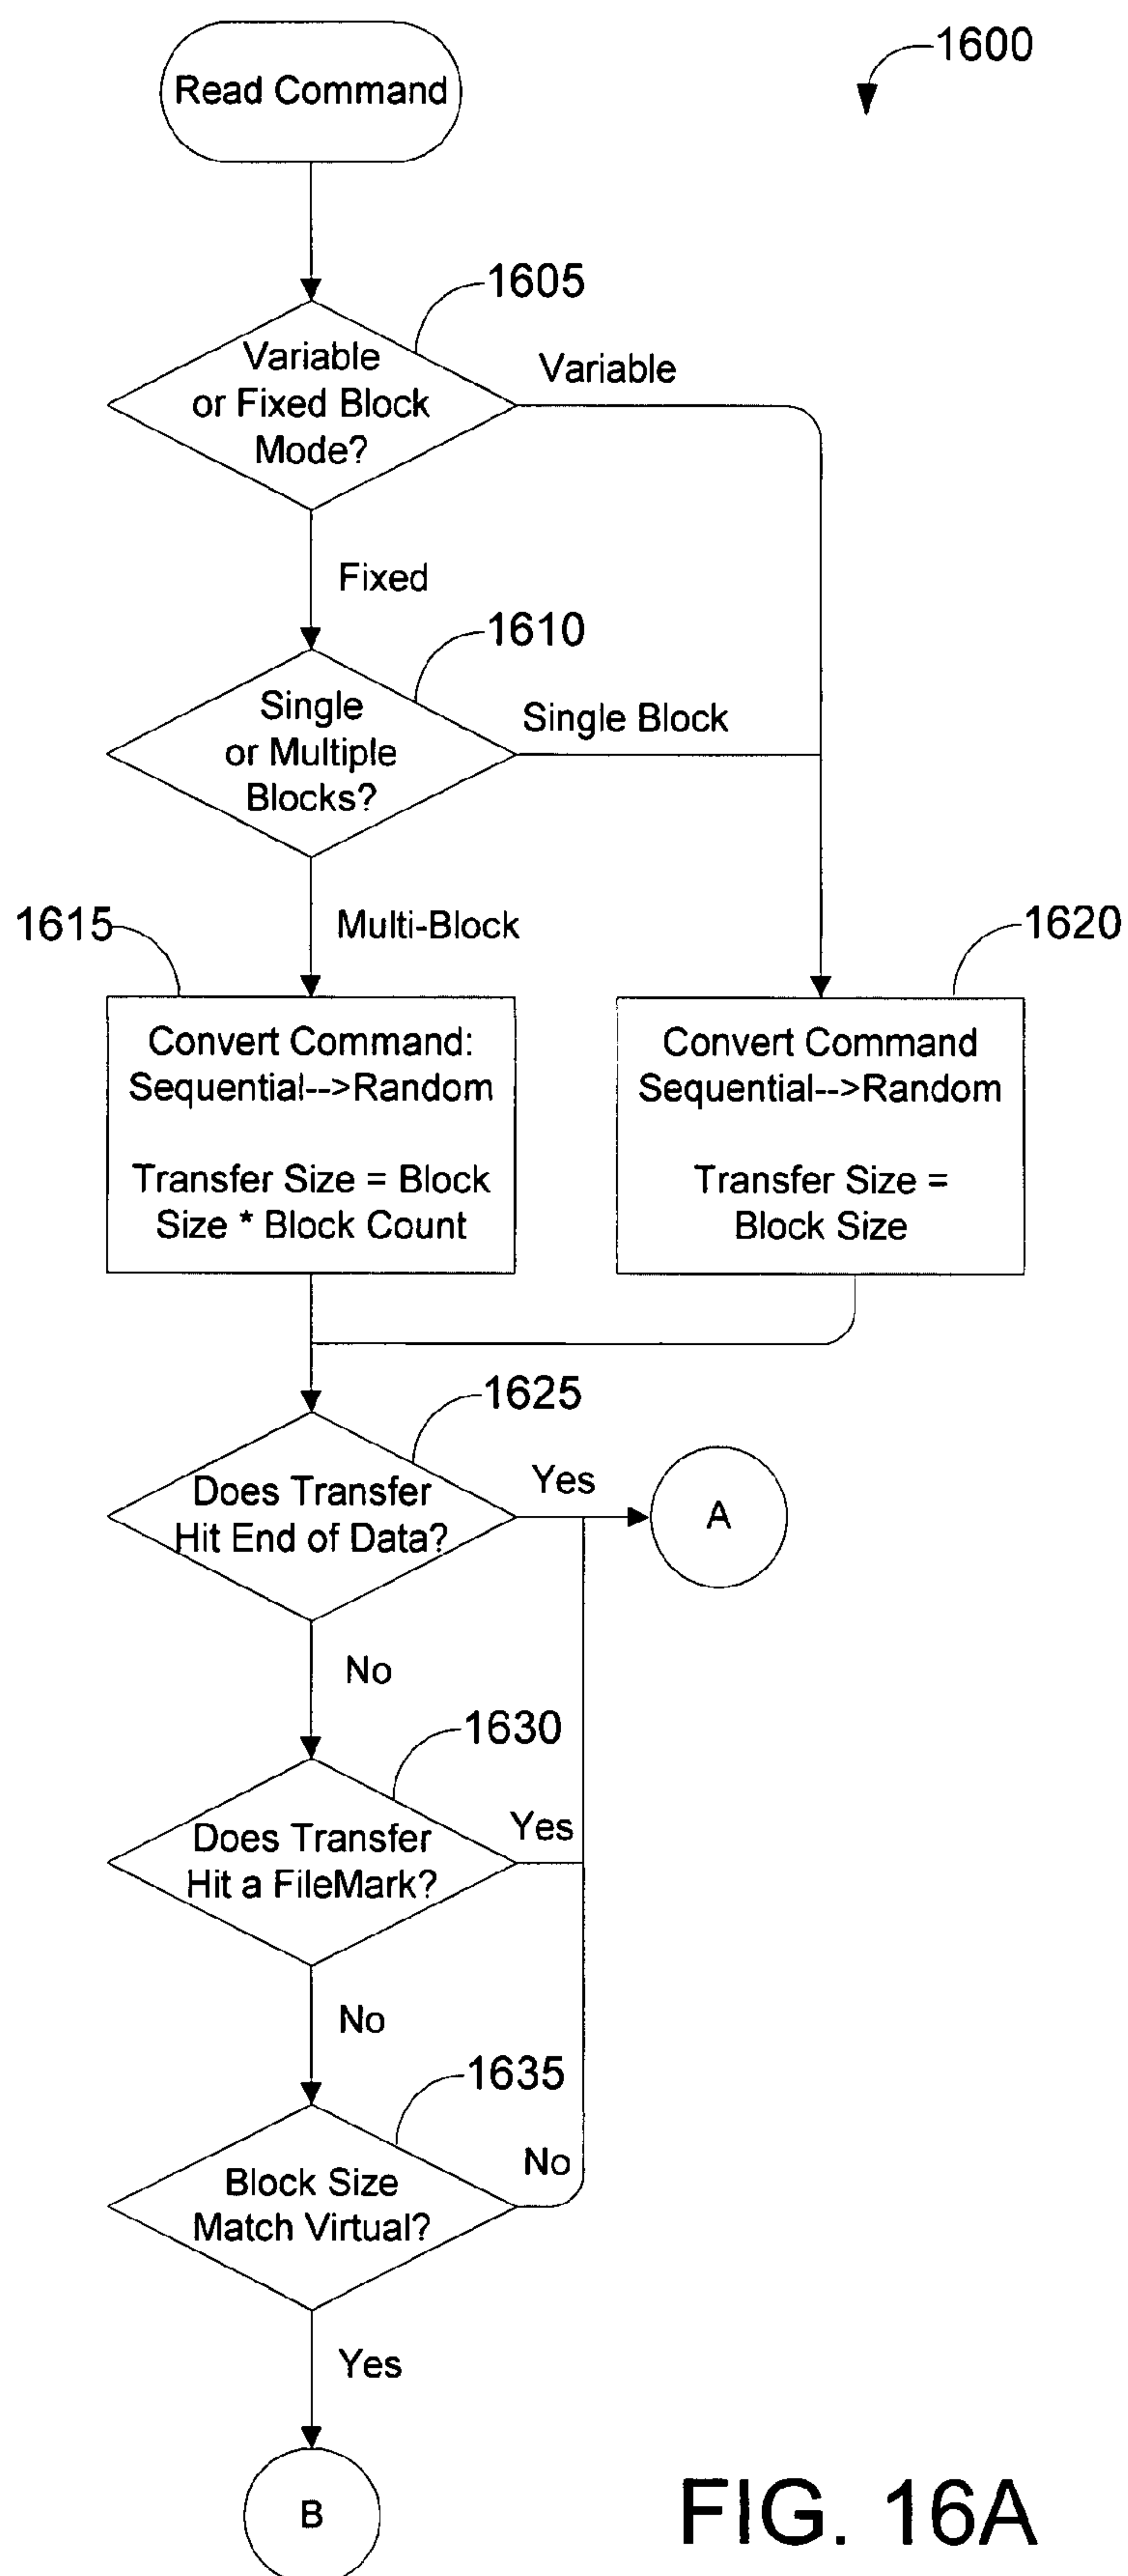 Read Command
1600
1605
Variable
or Fixed Block
Mode?
Variable
Fixed
1610
Single
or Multiple
Blocks?
Single Block
Multi-Block
1615
1620
Convert Command:
Sequential-->Random
Transfer Size = Block
Size * Block Count
Convert Command
Sequential-->Random
Transfer Size =
Block Size
1625
Does Transfer
Hit End of Data?
Yes
A
No
1630
Does Transfer
Hit a FileMark?
Yes
No
1635
Block Size
Match Virtual?
No
Yes
B
FIG. 16A